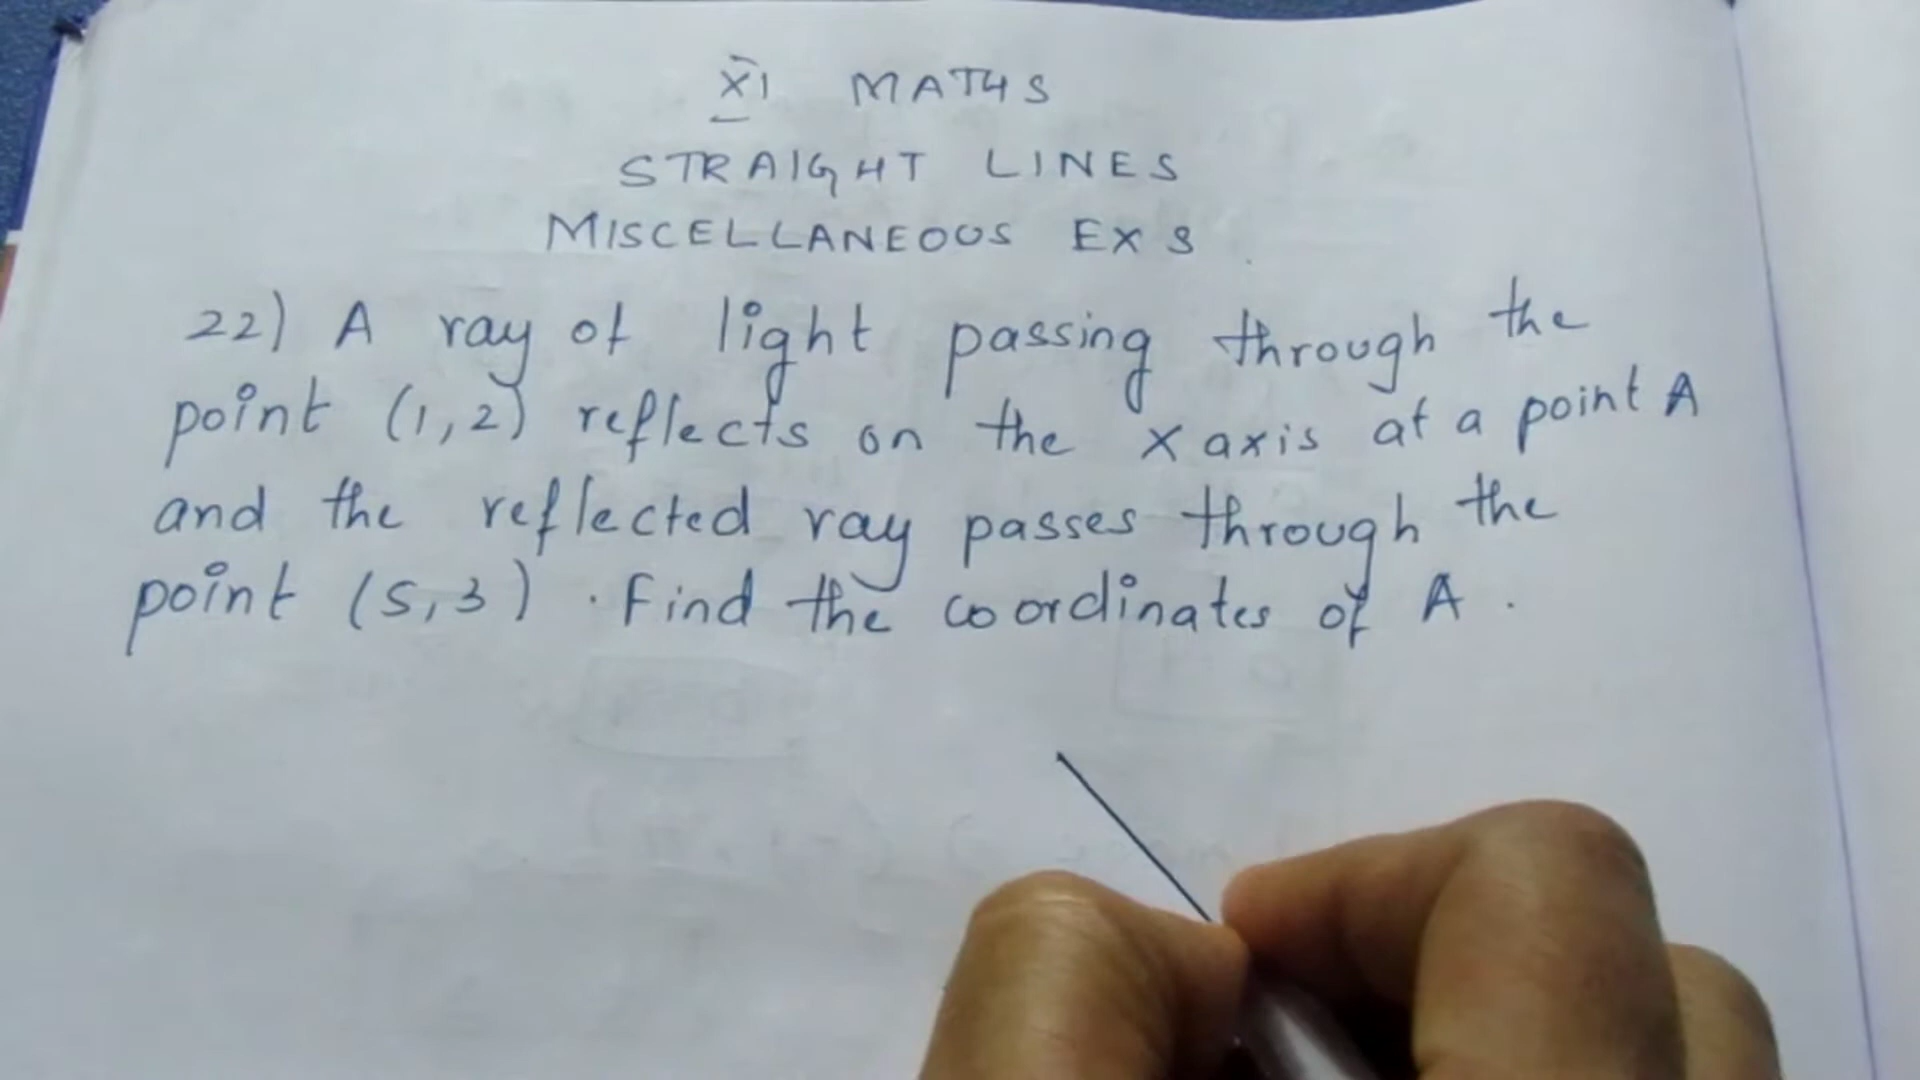 XI MATHS
STRAIGHT LINES
MISCELLANEOUS EX S
22) A ray of light passing through the
point (1,2) reflects on the x axis at a point A
and the reflected ray passes through the
point (5,3). Find the coordinates of A.